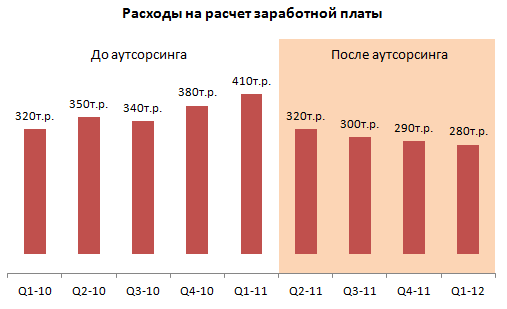 Расходы на расчет заработной платы
До аутсорсинга
После аутсорсинга
320т.р.
350т.р.
340т.р.
380т.р.
410т.р.
320т.р.
300т.р.
290т.р.
280т.р.
Q1-10
Q2-10
Q3-10
Q4-10
Q1-11
Q2-11
Q3-11
Q4-11
Q1-12